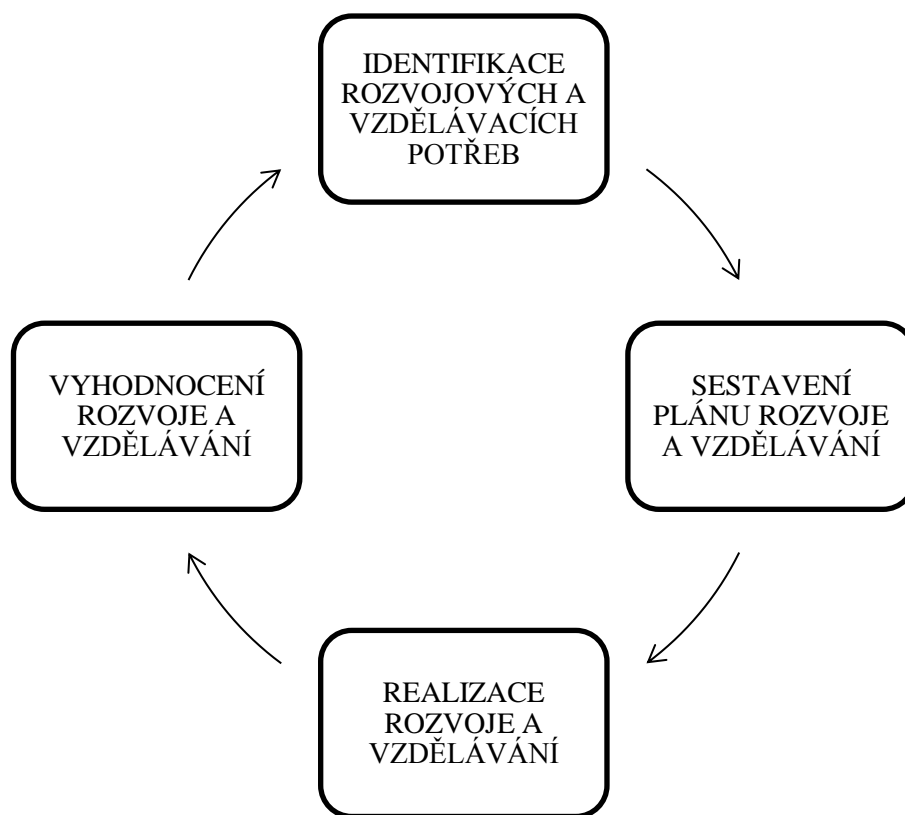 IDENTIFIKACE
ROZVOJOVÝCH A
VZDĚLÁVACÍCH
POTŘEB
SESTAVENÍ
PLÁNU ROZVOJE
A VZDĚLÁVÁNÍ
REALIZACE
ROZVOJE A
VZDĚLÁVÁNÍ
VYHODNOCENÍ
ROZVOJE A
VZDĚLÁVÁNÍ